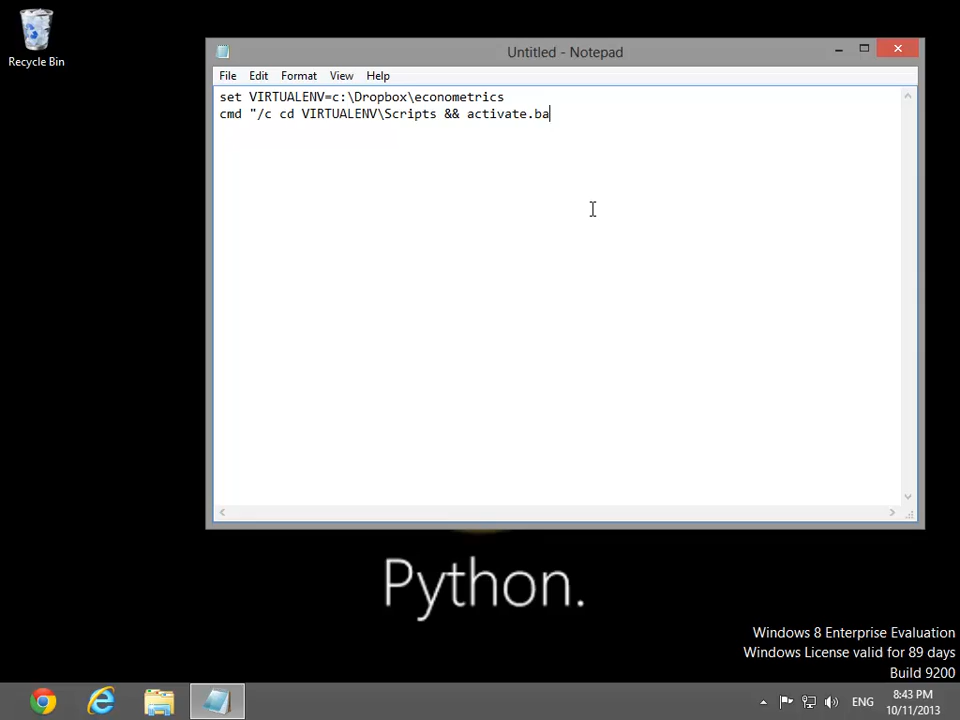 Recycle Bin
Untitled - Notepad
File Edit Format View Help
set VIRTUALENV=c:\Dropbox\econometrics
cmd "/c cd VIRTUALENV\Scripts && activate.ba
Python.
Windows 8 Enterprise Evaluation
Windows License valid for 89 days
Build 9200
ENG
8:43 PM
10/11/2013